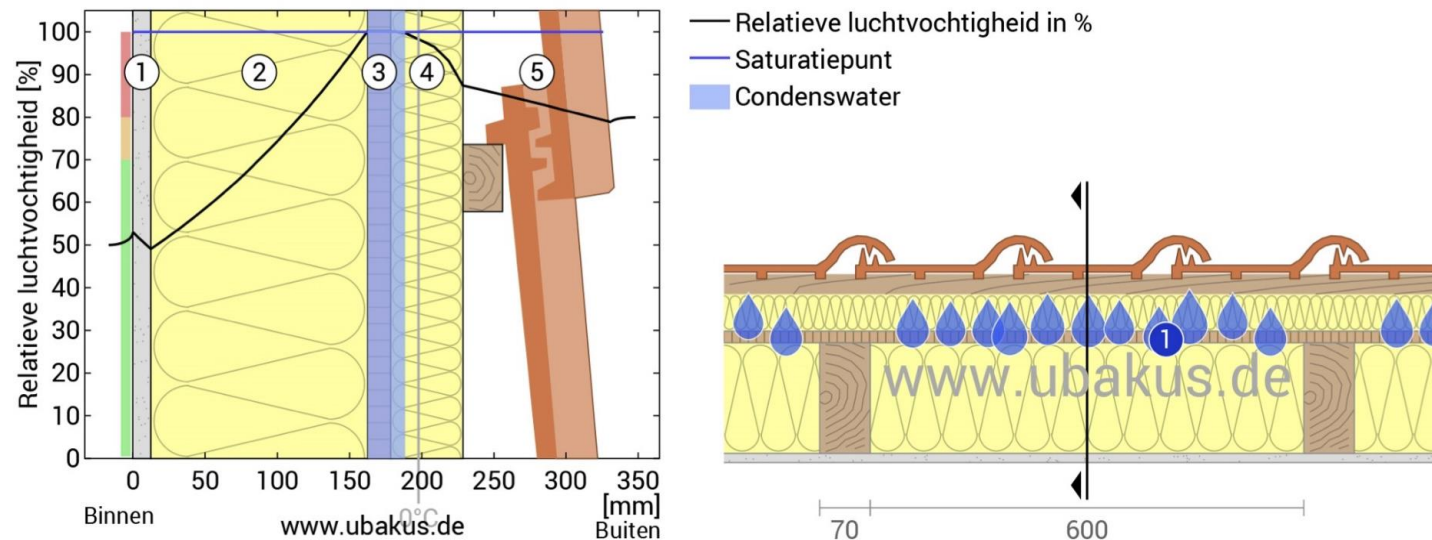 Relatieve luchtvochtigheid [%]
100
90
80
70
60
50
40
30
20
10
0
1
2
3
4
5
0 50 100 150 200 250 300 350
[mm]
0°C
Binnen
www.ubakus.de
Buiten
Relatieve luchtvochtigheid in %
Saturatiepunt
Condenswater
1
www.ubakus.de
70
600